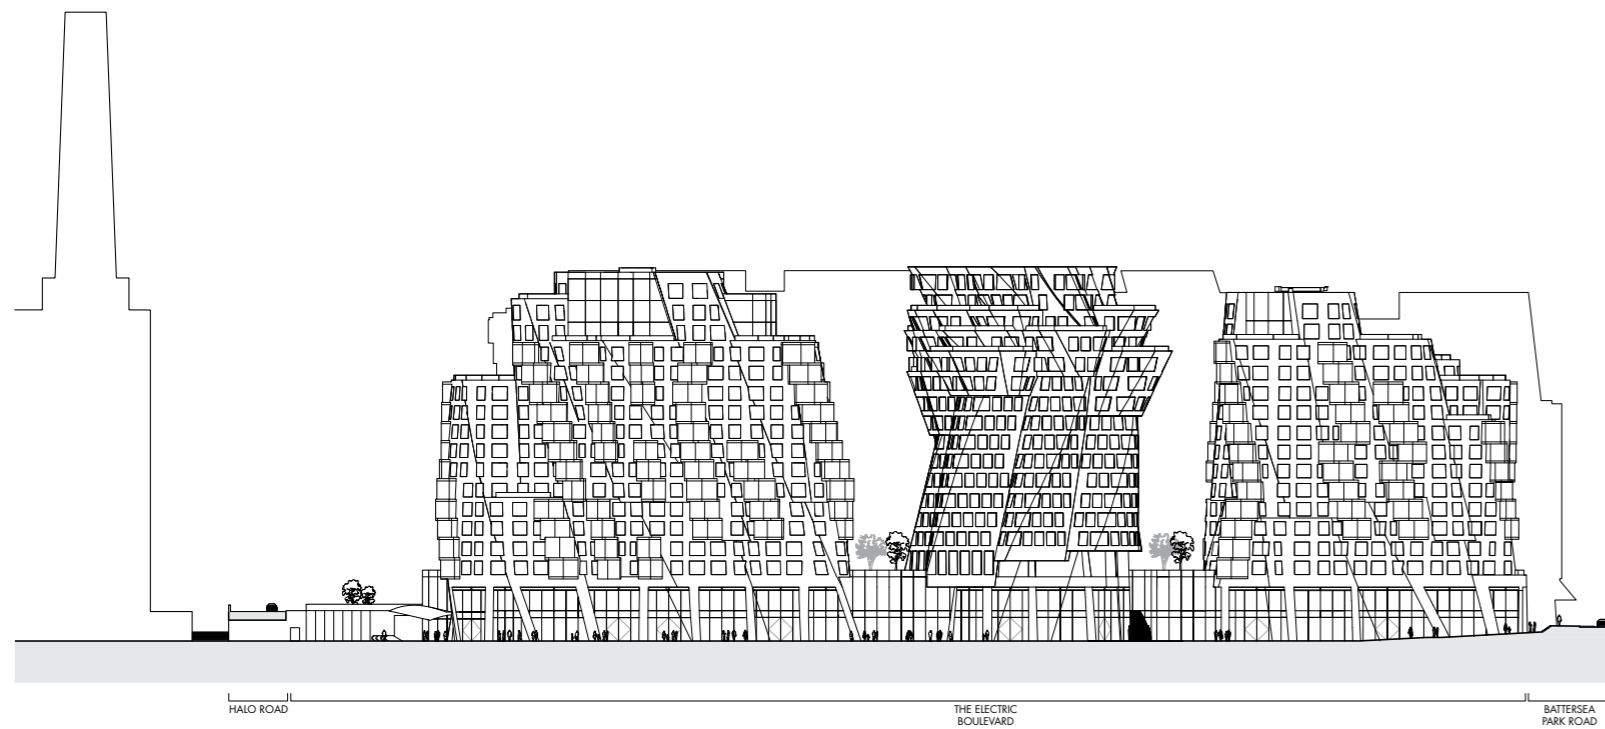 HALO ROAD
THE ELECTRIC
BOULEVARD
BATTERSEA
PARK ROAD